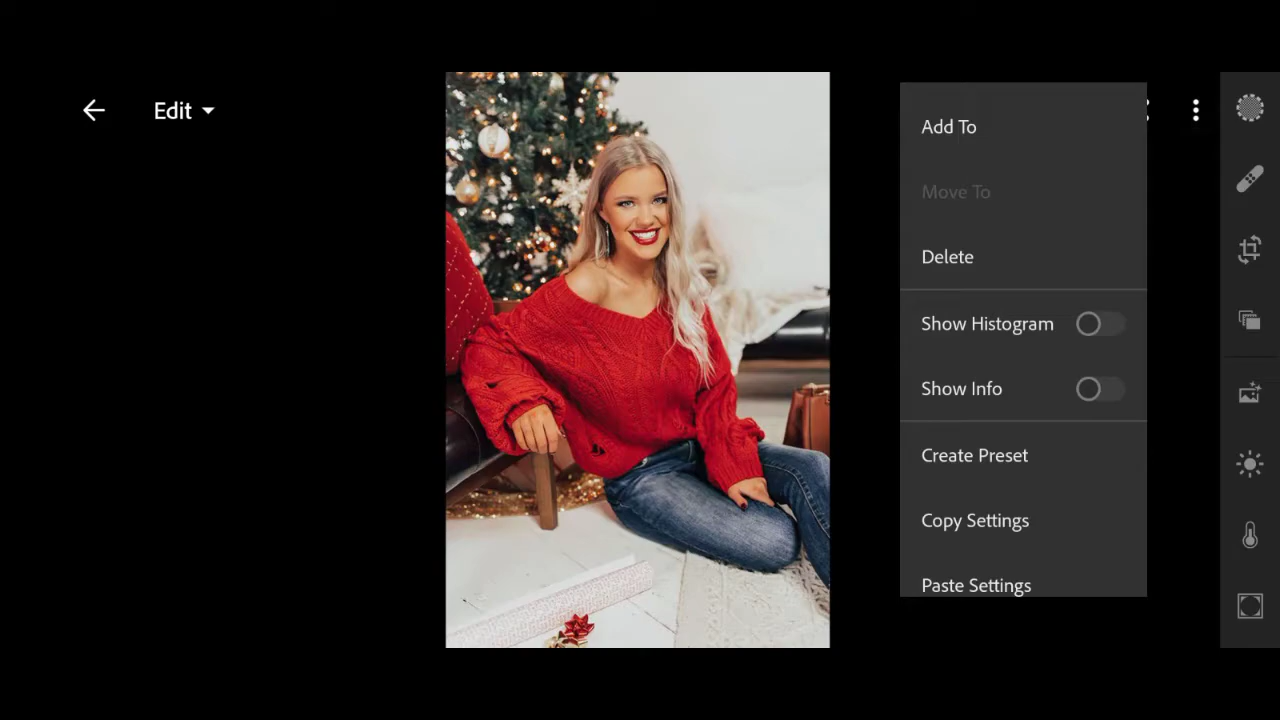 Edit
Add To
Move To
Delete
Show Histogram
Show Info
Create Preset
Copy Settings
Paste Settings